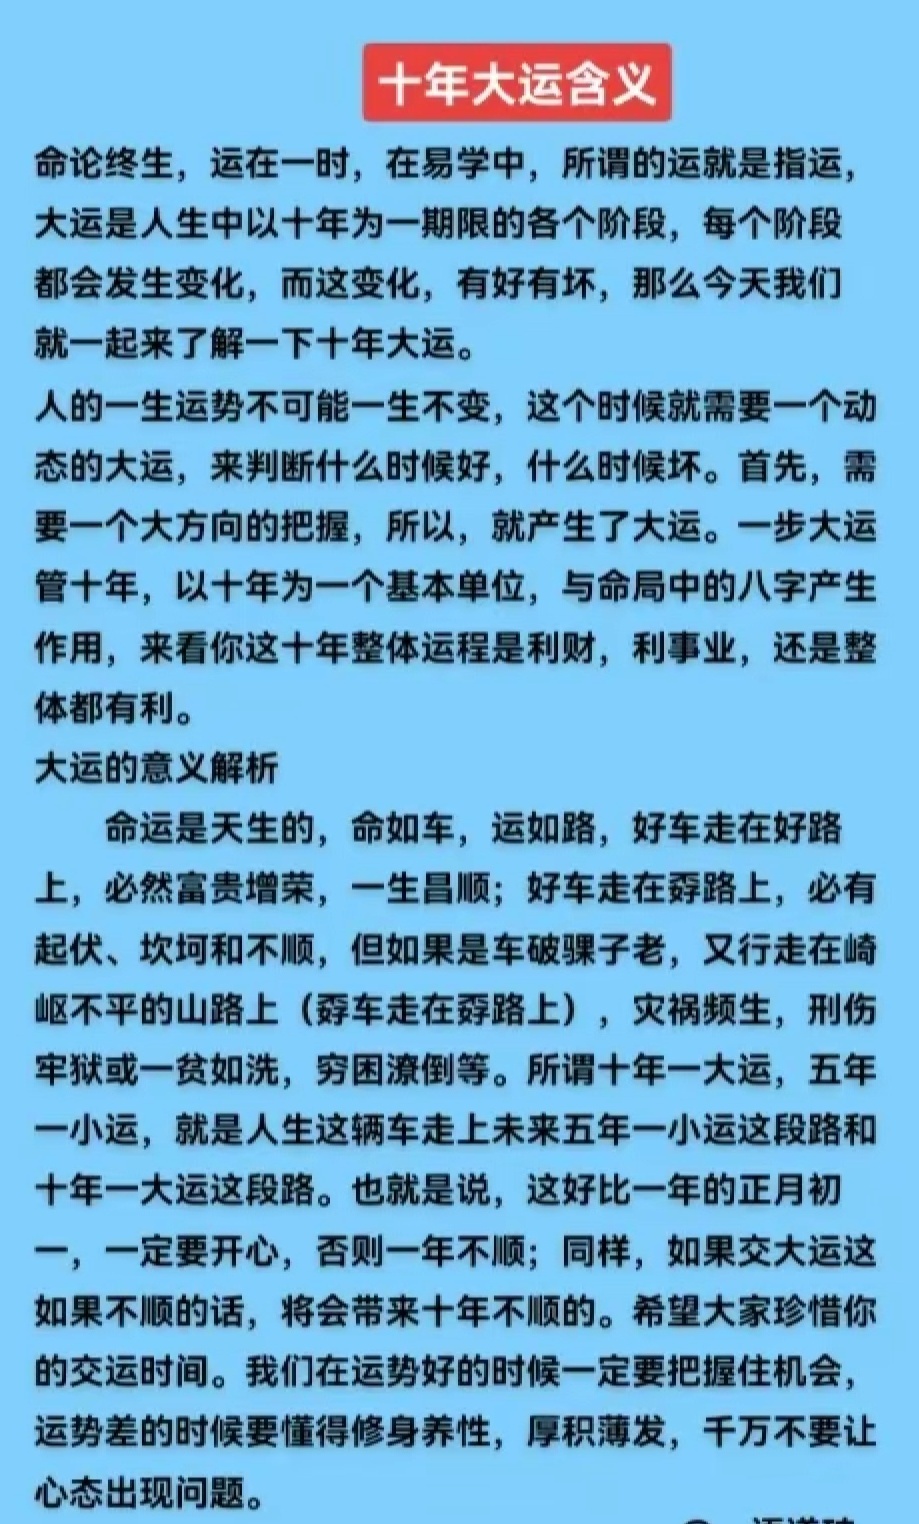 十年大运含义
命论终生，运在一时，在易学中，所谓的运就是指运，
大运是人生中以十年为一期限的各个阶段，每个阶段
都会发生变化，而这变化，有好有坏，那么今天我们
就一起来了解一下十年大运。
人的一生运势不可能一生不变，这个时候就需要一个动
态的大运，来判断什么时候好，什么时候坏。首先，需
要一个大方向的把握，所以，就产生了大运。一步大运
管十年，以十年为一个基本单位，与命局中的八字产生
作用，来看你这十年整体运程是利财，利事业，还是整
体都有利。
大运的意义解析
命运是天生的，命如车，运如路，好车走在好路
上，必然富贵增荣，一生昌顺；好车走在孬路上，必有
起伏、坎坷和不顺，但如果是车破骡子老，又行走在崎
岖不平的山路上（孬车走在孬路上），灾祸频生，刑伤
牢狱或一贫如洗，穷困潦倒等。所谓十年一大运，五年
一小运，就是人生这辆车走上未来五年一小运这段路和
十年一大运这段路。也就是说，这好比一年的正月初
一，一定要开心，否则一年不顺；同样，如果交大运这
如果不顺的话，将会带来十年不顺的。希望大家珍惜你
的交运时间。我们在运势好的时候一定要把握住机会，
运势差的时候要懂得修身养性，厚积薄发，千万不要让
心态出现问题。